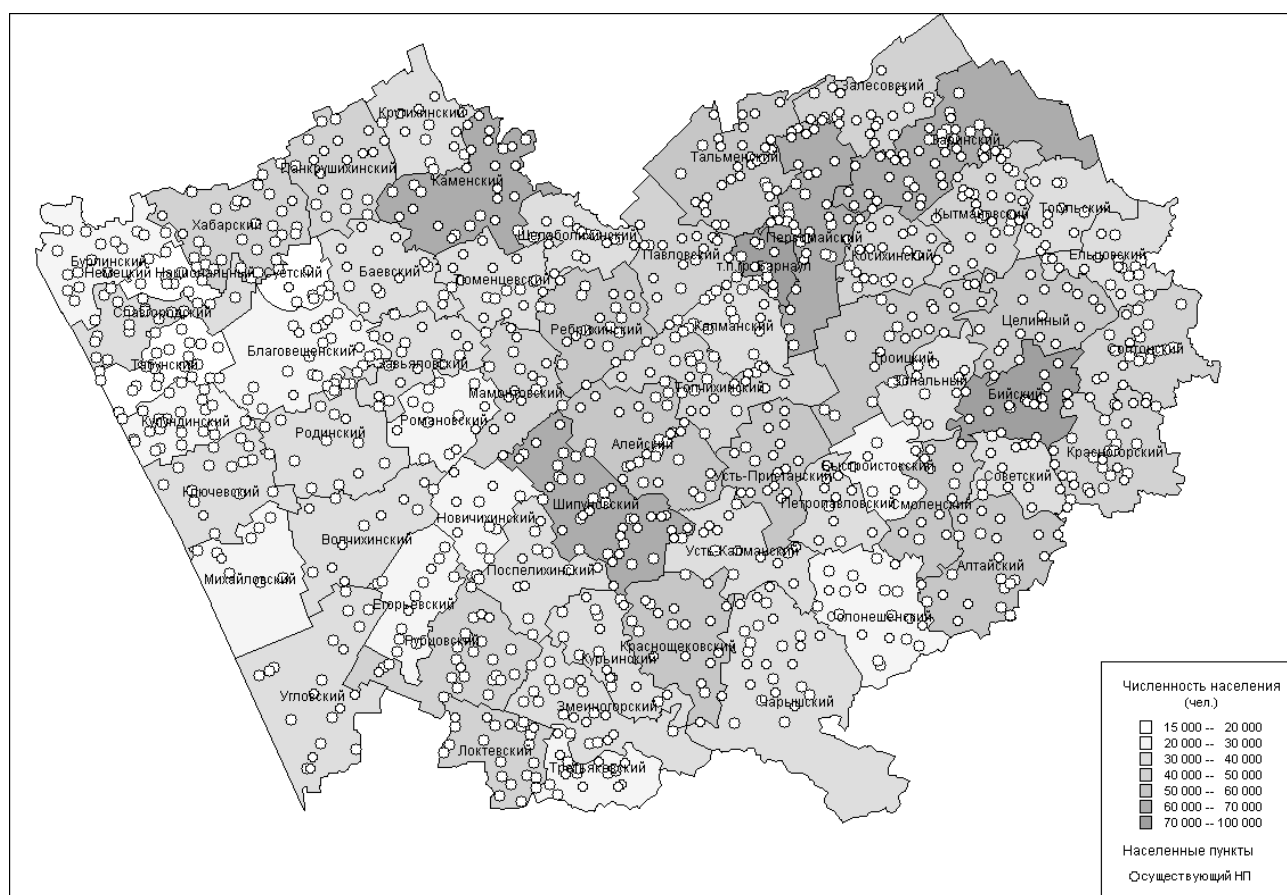 Залесовский
Крутихинский
Заринский
Тальменский
Панкрушихинский
Каменский
Тогульский
Кытмановский
Хабарский
Шелаболихинский
Первомайский
Павловский
Косихинский
Ельцовский
Бурлинский
Немецкий Национальный
Суетский
Баевский
Тюменцевский
т.п.гр. Барнаул
Славгородский
Целинный
Ребрихинский
Калманский
Благовещенский
Солтонский
Табунский
Завьяловский
Троицкий
Зональный
Мамонтовский
Топчихинский
Бийский
Кулундинский
Романовский
Родинский
Алейский
Красногорский
Быстроистокский
Усть-Пристанский
Советский
Ключевский
Шипуновский
Петропавловский
Смоленский
Новичихинский
Волчихинский
Усть-Калманский
Алтайский
Михайловский
Поспелихинский
Егорьевский
Солонешенский
Рубцовский
Краснощековский
Курьинский
Угловский
Чарышский
Змеиногорский
Локтевский
Третьяковский
Численность населения
(чел.)
15 000 -- 20 000
20 000 -- 30 000
30 000 -- 40 000
40 000 -- 50 000
50 000 -- 60 000
60 000 -- 70 000
70 000 -- 100 000
Населенные пункты
Существующий НП